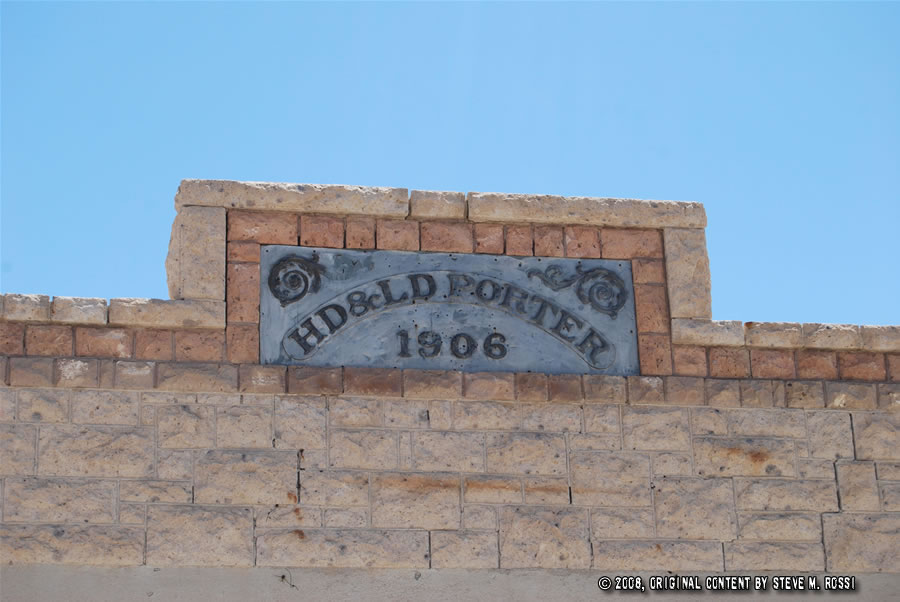 HD&LD PORTER
1906
© 2008, ORIGINAL CONTENT BY STEVE M. ROSSI